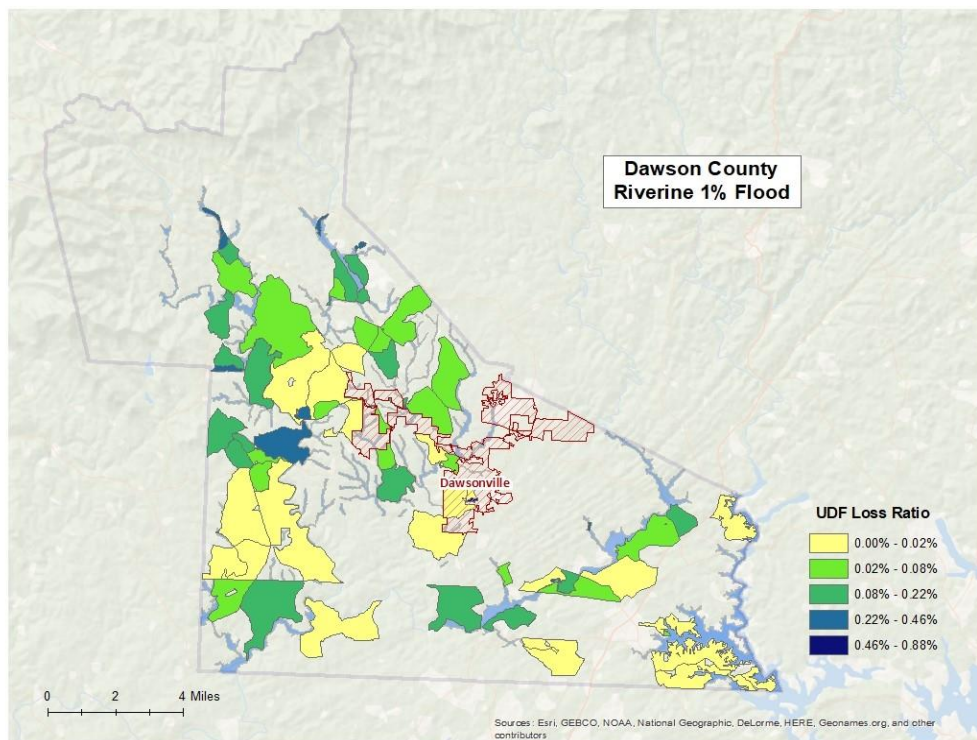 Dawson County
Riverine 1% Flood
Dawsonville
UDF Loss Ratio
0.00% - 0.02%
0.02% - 0.08%
0.08% - 0.22%
0.22% - 0.46%
0.46% - 0.88%
0 2 4 Miles
Sources: Esri, GEBCO, NOAA, National Geographic, DeLorme, HERE, Geonames.org, and other
contributors